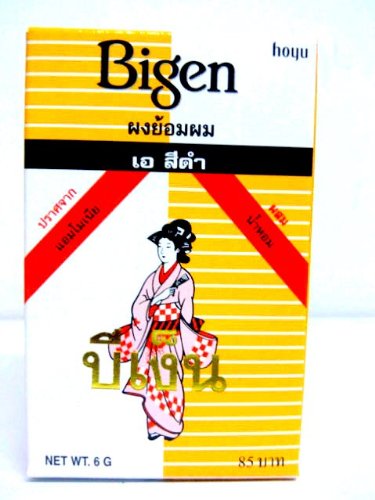 hoyu
Bigen
ผงย้อมผม
เอ สีดำ
ปราศจาก
แอมโมเนีย
ผสม
น้ำหอม
บีเง็น
NET WT. 6 G
85 บาท